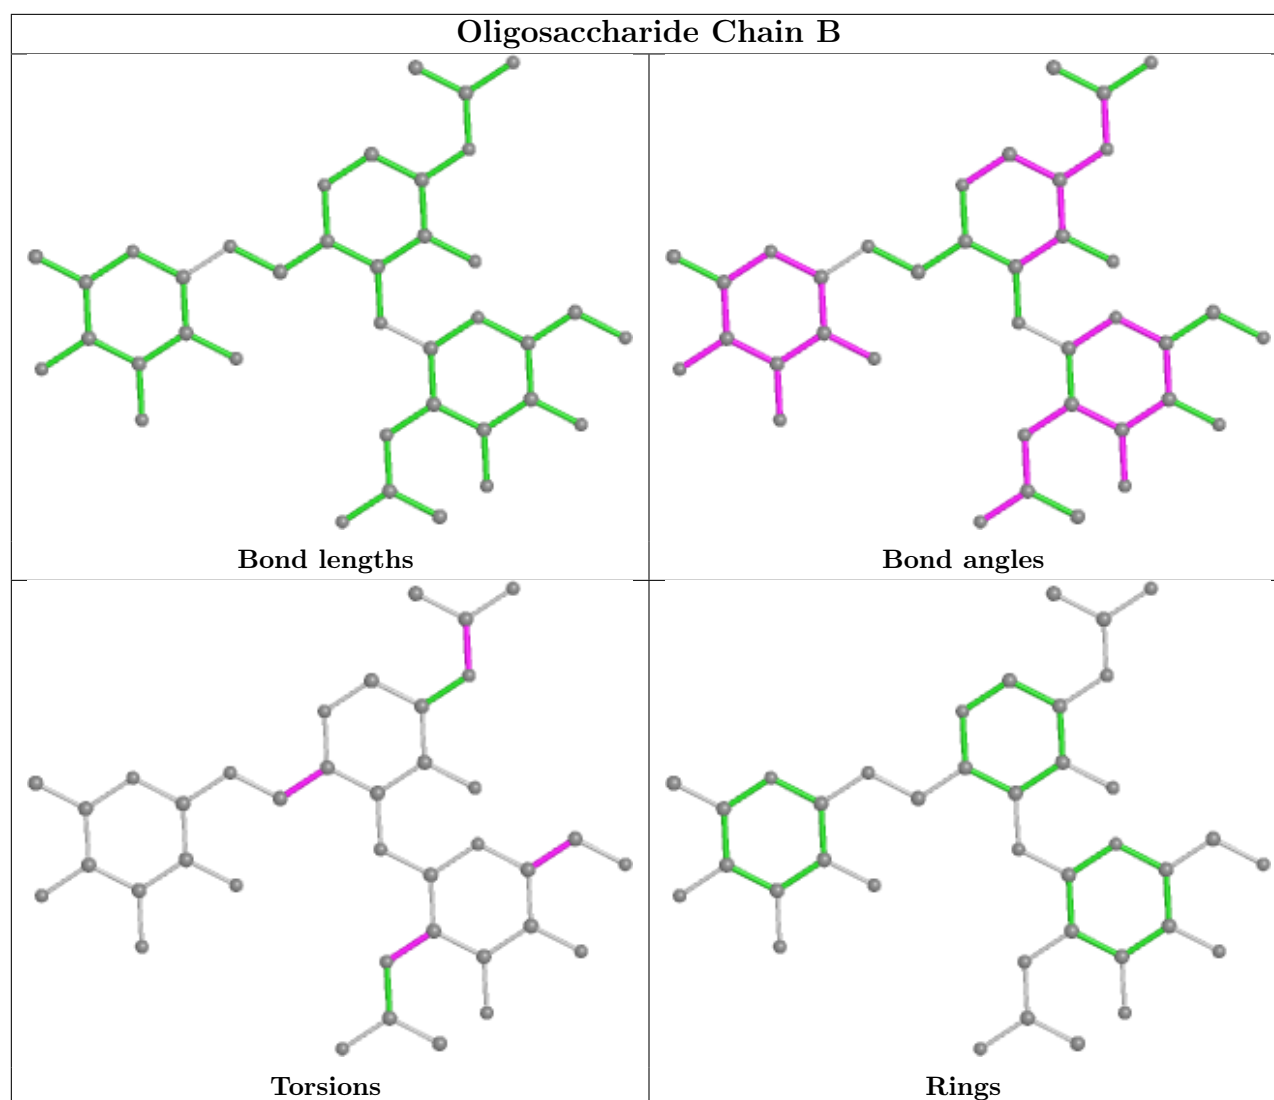 Oligosaccharide Chain B
Bond lengths
Bond angles
Torsions
Rings